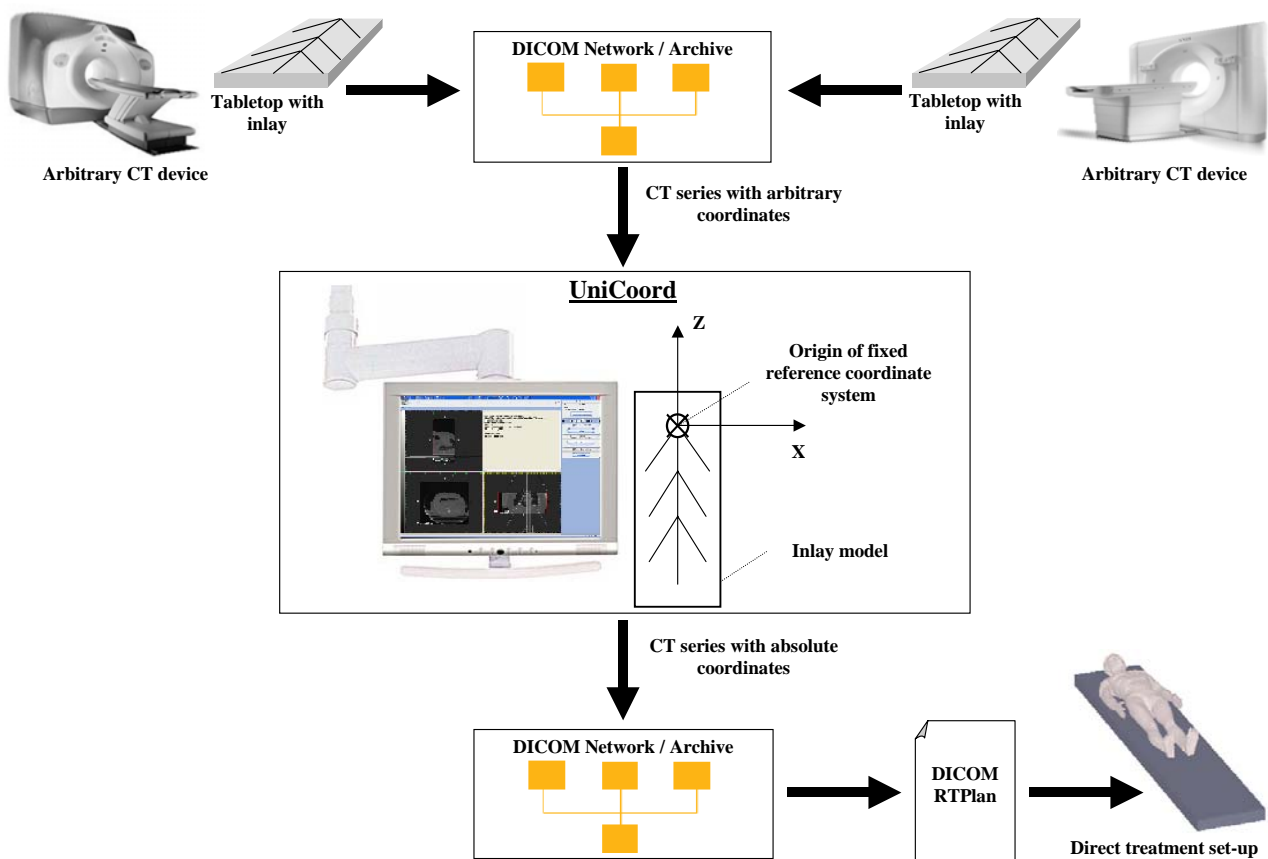 DICOM Network / Archive
Tabletop with
inlay
Arbitrary CT device
Tabletop with
inlay
Arbitrary CT device
CT series with arbitrary
coordinates
UniCoord
Z
Origin of fixed
reference coordinate
system
X
Inlay model
CT series with absolute
coordinates
DICOM Network / Archive
DICOM
RTPlan
Direct treatment set-up